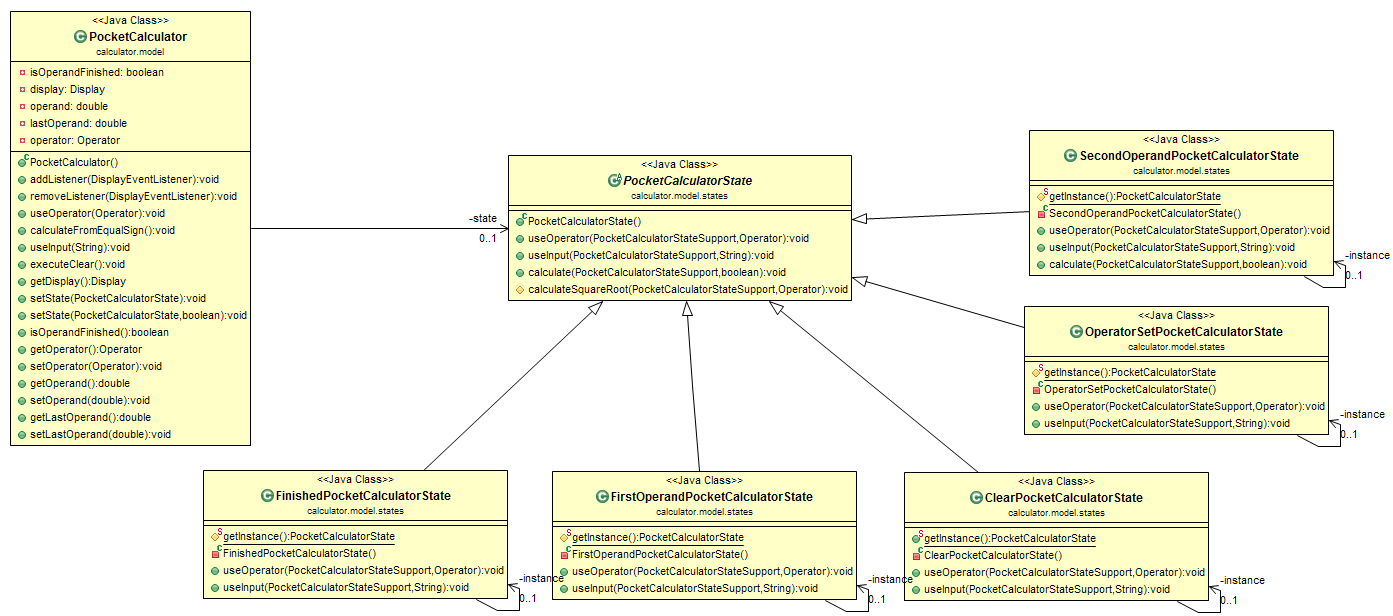 <<Java Class>>
PocketCalculator
calculator.model
isOperandFinished: boolean
display: Display
operand: double
lastOperand: double
operator: Operator
PocketCalculator()
addListener(DisplayEventListener):void
removeListener(DisplayEventListener):void
useOperator(Operator):void
calculateFromEqualSign():void
useInput(String):void
executeClear():void
getDisplay():Display
setState(PocketCalculatorState):void
setState(PocketCalculatorState,boolean):void
isOperandFinished():boolean
getOperator():Operator
setOperator(Operator):void
getOperand():double
setOperand(double):void
getLastOperand():double
setLastOperand(double):void
-state
0..1
<<Java Class>>
PocketCalculatorState
calculator.model.states
PocketCalculatorState()
useOperator(PocketCalculatorStateSupport,Operator):void
useInput(PocketCalculatorStateSupport,String):void
calculate(PocketCalculatorStateSupport,boolean):void
calculateSquareRoot(PocketCalculatorStateSupport,Operator):void
<<Java Class>>
SecondOperandPocketCalculatorState
calculator.model.states
getInstance():PocketCalculatorState
SecondOperandPocketCalculatorState()
useOperator(PocketCalculatorStateSupport,Operator):void
useInput(PocketCalculatorStateSupport,String):void
calculate(PocketCalculatorStateSupport,boolean):void
-instance
0..1
<<Java Class>>
OperatorSetPocketCalculatorState
calculator.model.states
getInstance():PocketCalculatorState
OperatorSetPocketCalculatorState()
useOperator(PocketCalculatorStateSupport,Operator):void
useInput(PocketCalculatorStateSupport,String):void
-instance
0..1
<<Java Class>>
FinishedPocketCalculatorState
calculator.model.states
getInstance():PocketCalculatorState
FinishedPocketCalculatorState()
useOperator(PocketCalculatorStateSupport,Operator):void
useInput(PocketCalculatorStateSupport,String):void
-instance
0..1
<<Java Class>>
FirstOperandPocketCalculatorState
calculator.model.states
getInstance():PocketCalculatorState
FirstOperandPocketCalculatorState()
useOperator(PocketCalculatorStateSupport,Operator):void
useInput(PocketCalculatorStateSupport,String):void
-instance
0..1
<<Java Class>>
ClearPocketCalculatorState
calculator.model.states
getInstance():PocketCalculatorState
ClearPocketCalculatorState()
useOperator(PocketCalculatorStateSupport,Operator):void
useInput(PocketCalculatorStateSupport,String):void
-instance
0..1